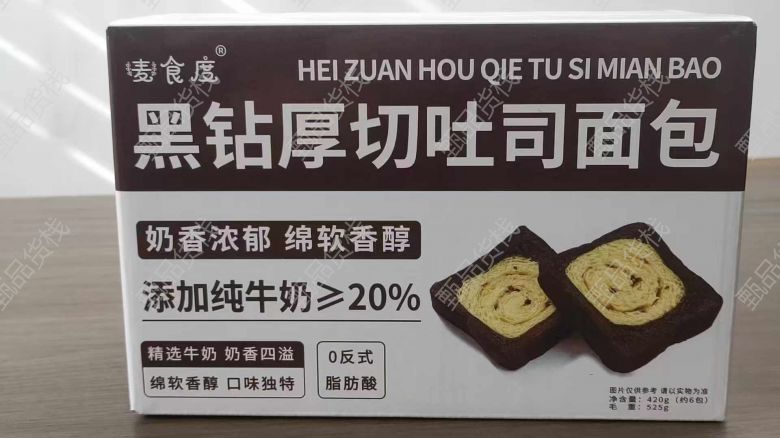 麦食度®
HEI ZUAN HOU QIE TU SI MIAN BAO
黑钻厚切吐司面包
奶香浓郁 绵软香醇
添加纯牛奶≥20%
精选牛奶 奶香四溢
绵软香醇 口味独特
0反式
脂肪酸
图片仅供参考 请以实物为准
净含量：420g（约6包）
毛 重：525g
甄品货栈